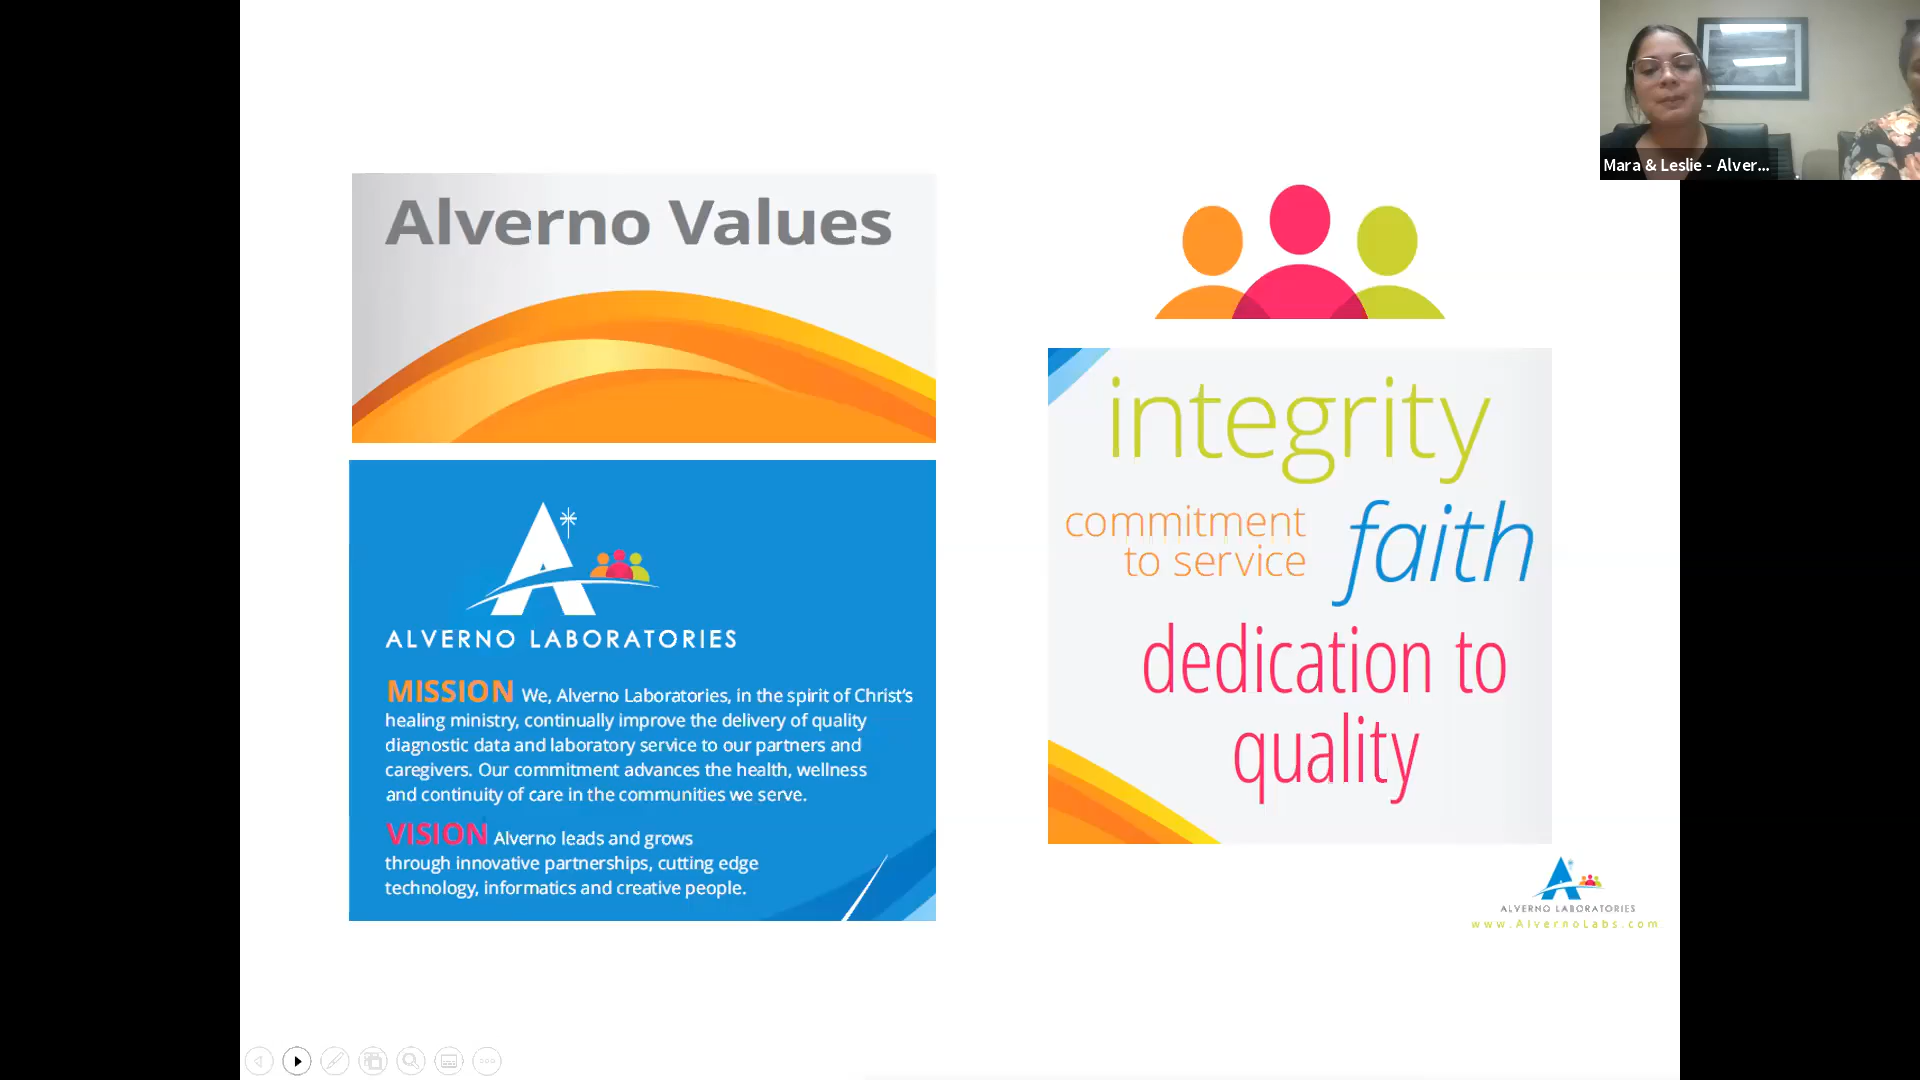 Alverno Values
ALVERNO LABORATORIES
MISSION We, Alverno Laboratories, in the spirit of Christ's
healing ministry, continually improve the delivery of quality
diagnostic data and laboratory service to our partners and
caregivers. Our commitment advances the health, wellness
and continuity of care in the communities we serve.
VISION Alverno leads and grows
through innovative partnerships, cutting edge
technology, informatics and creative people.
integrity
commitment
to service
faith
dedication to
quality
ALVERNO LABORATORIES
www.AlvernoLabs.com
Mara & Leslie - Alver...